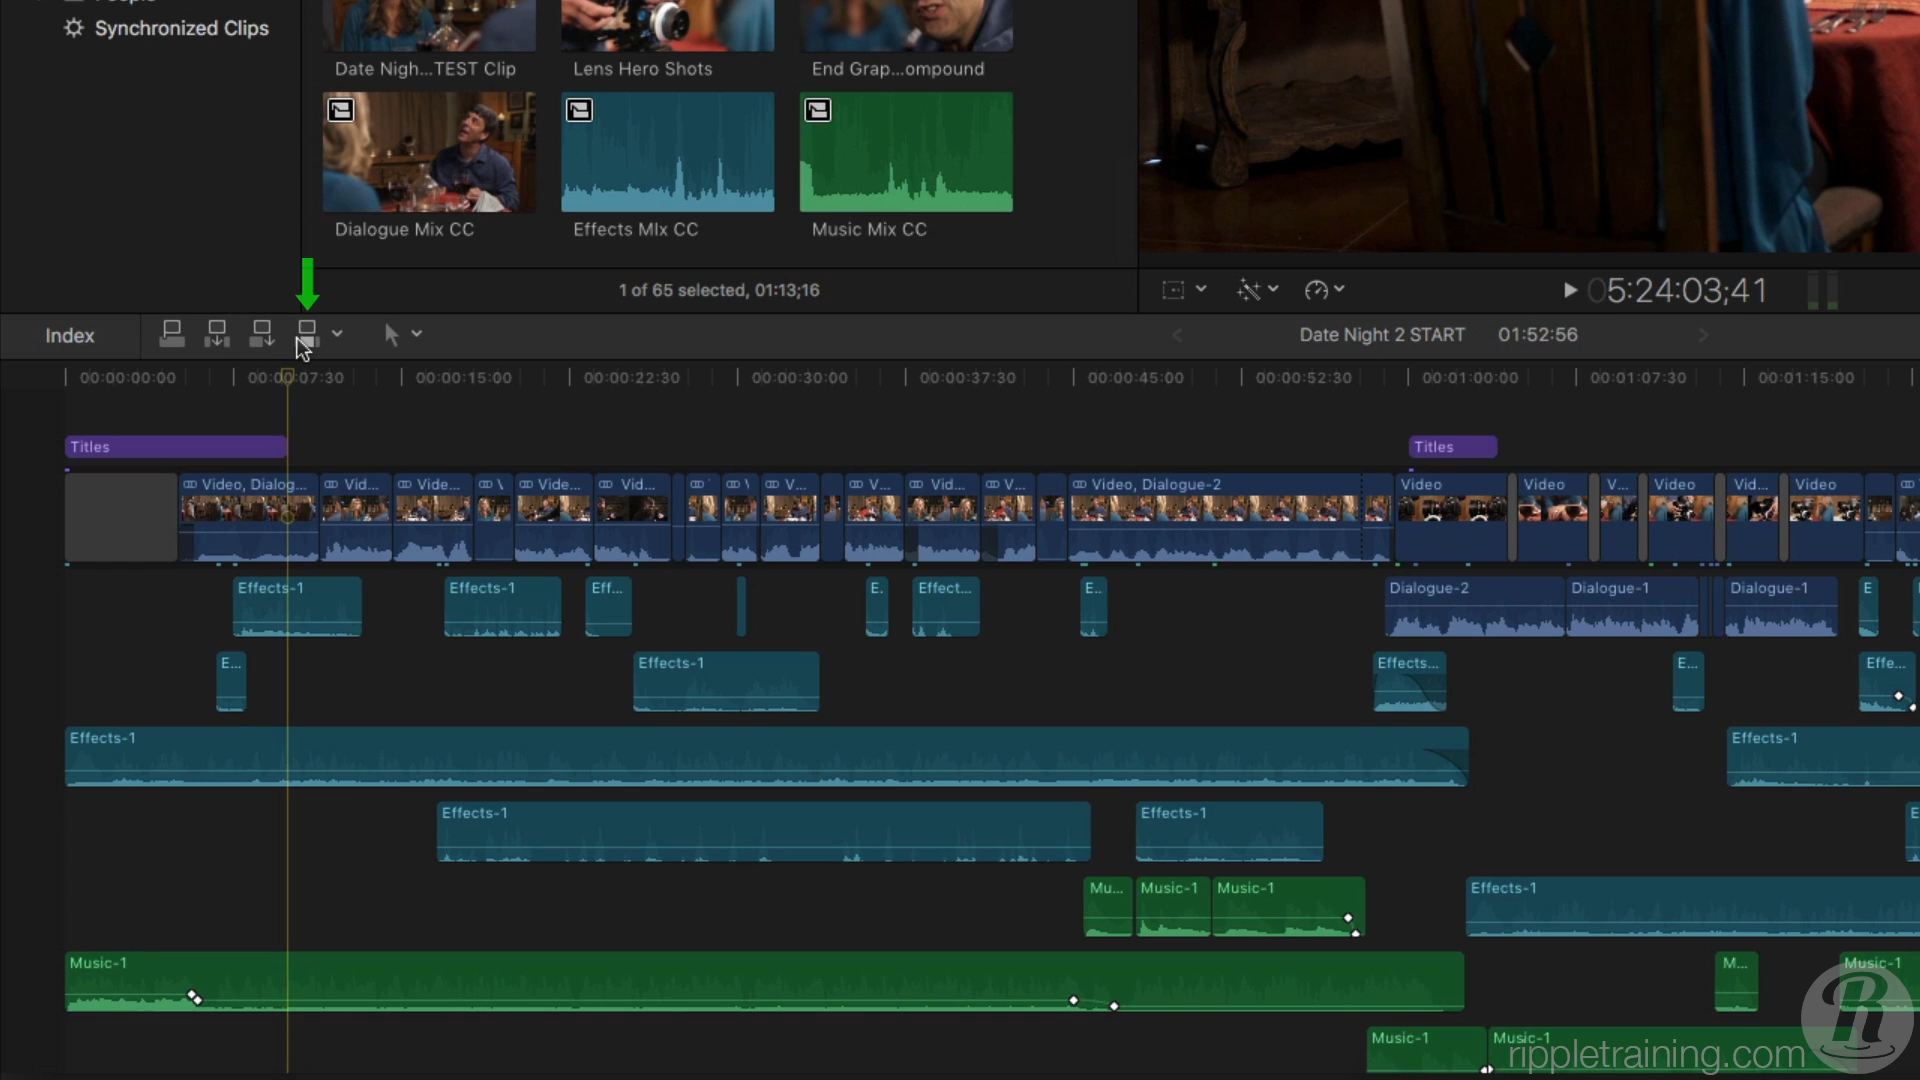 Synchronized Clips
Date Nigh...TEST Clip
Lens Hero Shots
End Grap...ompound
Dialogue Mix CC
Effects MIx CC
Music Mix CC
1 of 65 selected, 01:13;16
05:24:03;41
Index
Date Night 2 START 01:52:56
00:00:00:00 00:00:07:30 00:00:15:00 00:00:22:30 00:00:30:00 00:00:37:30 00:00:45:00 00:00:52:30 00:01:00:00 00:01:07:30 00:01:15:00
Titles Titles
Video, Dialog... Vid... Vide... V Vide... Vid... V... V... Vid... V... Video, Dialogue-2 Video Video V... Video Vid... Video
Effects-1 Effects-1 Eff... E. Effect... E.. Dialogue-2 Dialogue-1 Dialogue-1 E
E... Effects-1 Effects... E... Effe...
Effects-1 Effects-1
Effects-1 Effects-1 E
Mu... Music-1 Music-1 Effects-1
Music-1 M... Music-1
Music-1 Music-1
rippletraining.com
R